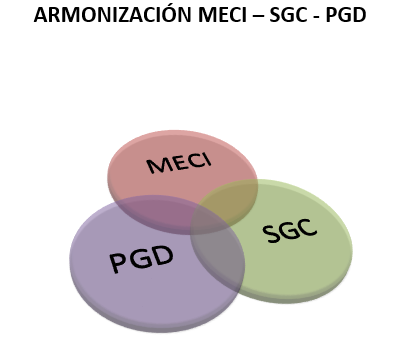 ARMONIZACIÓN MECI – SGC - PGD
MECI
SGC
PGD